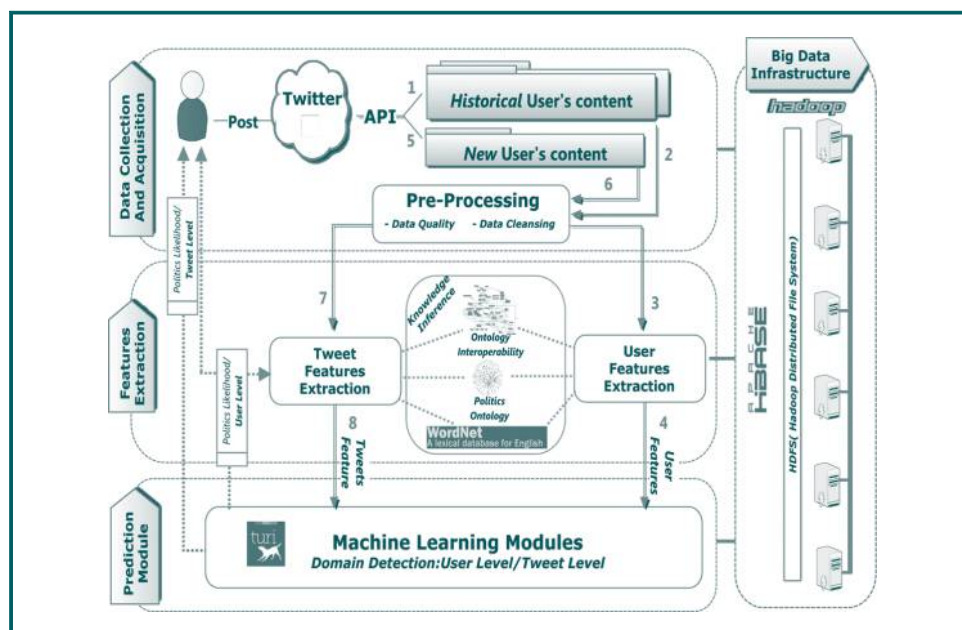 Data Collection
And Acquisition
Post
Twitter
API
1
Historical User's content
5
New User's content
2
6
Pre-Processing
- Data Quality - Data Cleansing
Politics Likelihood/
Tweet Level
Features
Extraction
7
3
Knowledge
Inference
Ontology
Interoperability
Politics
Ontology
WordNet
A lexical database for English
Tweet
Features
Extraction
User
Features
Extraction
Politics Likelihood/
User Level
8
Tweets
Feature
4
User
Features
Prediction
Module
turi
Machine Learning Modules
Domain Detection:User Level/Tweet Level
Big Data
Infrastructure
hadoop
APACHE
HBASE
HDFS( Hadoop Distributed File System)